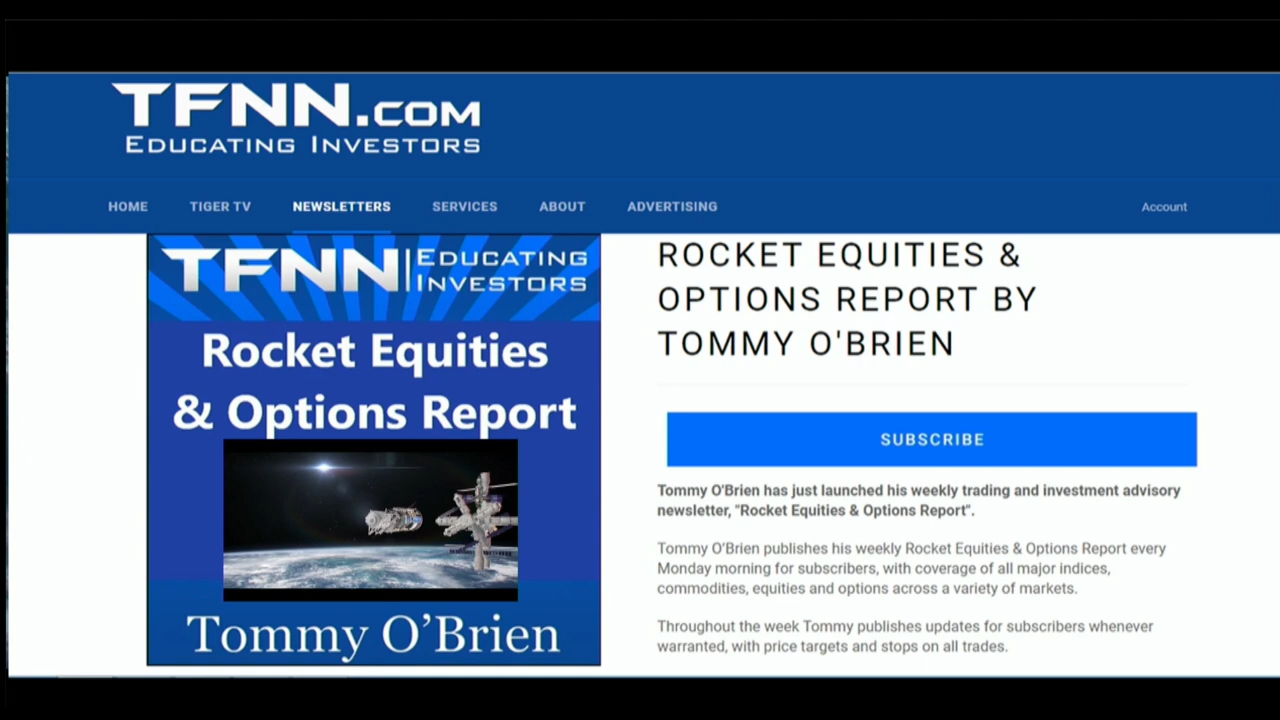 TFNN.COM
EDUCATING INVESTORS
HOME
TIGER TV
NEWSLETTERS
SERVICES
ABOUT
ADVERTISING
Account
TFNN
EDUCATING
INVESTORS
Rocket Equities
& Options Report
Tommy O’Brien
ROCKET EQUITIES &
OPTIONS REPORT BY
TOMMY O'BRIEN
SUBSCRIBE
Tommy O'Brien has just launched his weekly trading and investment advisory
newsletter, "Rocket Equities & Options Report".
Tommy O’Brien publishes his weekly Rocket Equities & Options Report every
Monday morning for subscribers, with coverage of all major indices,
commodities, equities and options across a variety of markets.
Throughout the week Tommy publishes updates for subscribers whenever
warranted, with price targets and stops on all trades.